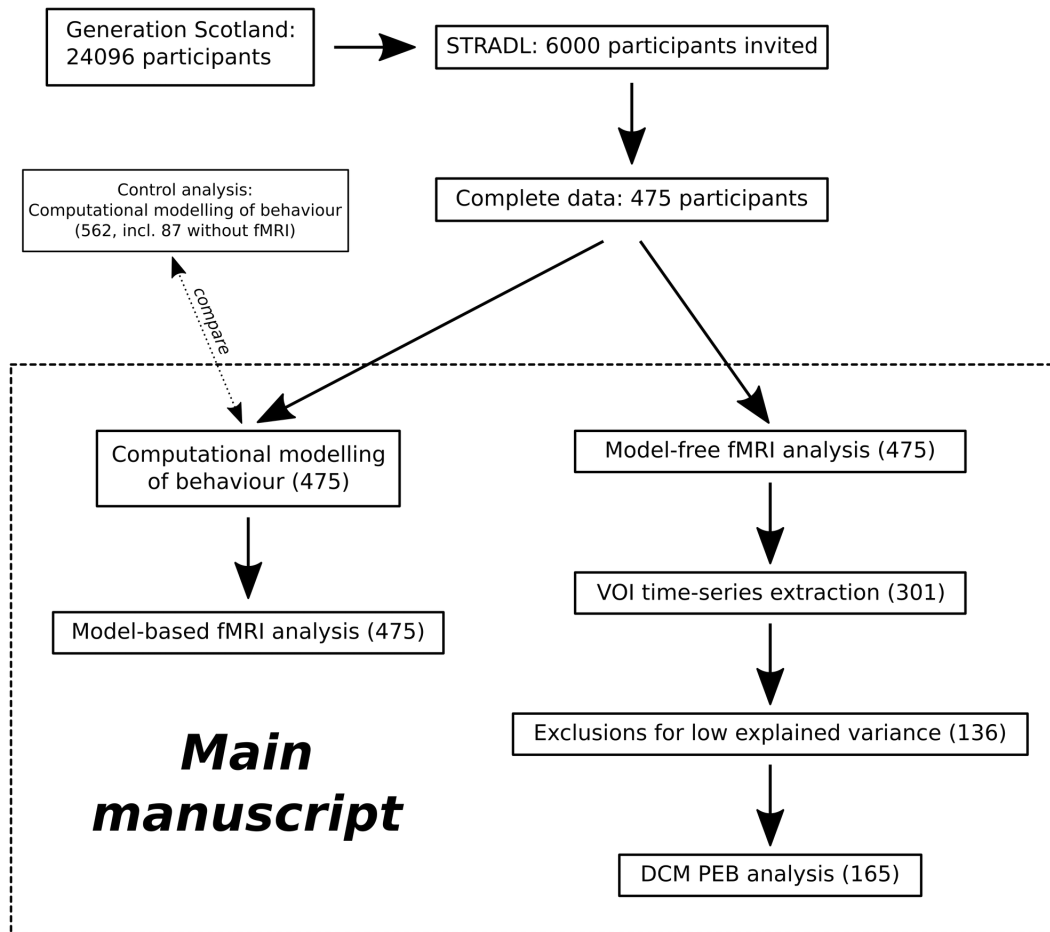 Generation Scotland:
24096 participants
STRADL: 6000 participants invited
Complete data: 475 participants
Control analysis:
Computational modelling of behaviour
(562, incl. 87 without fMRI)
compare
Computational modelling
of behaviour (475)
Model-based fMRI analysis (475)
Model-free fMRI analysis (475)
VOI time-series extraction (301)
Exclusions for low explained variance (136)
DCM PEB analysis (165)
Main
manuscript